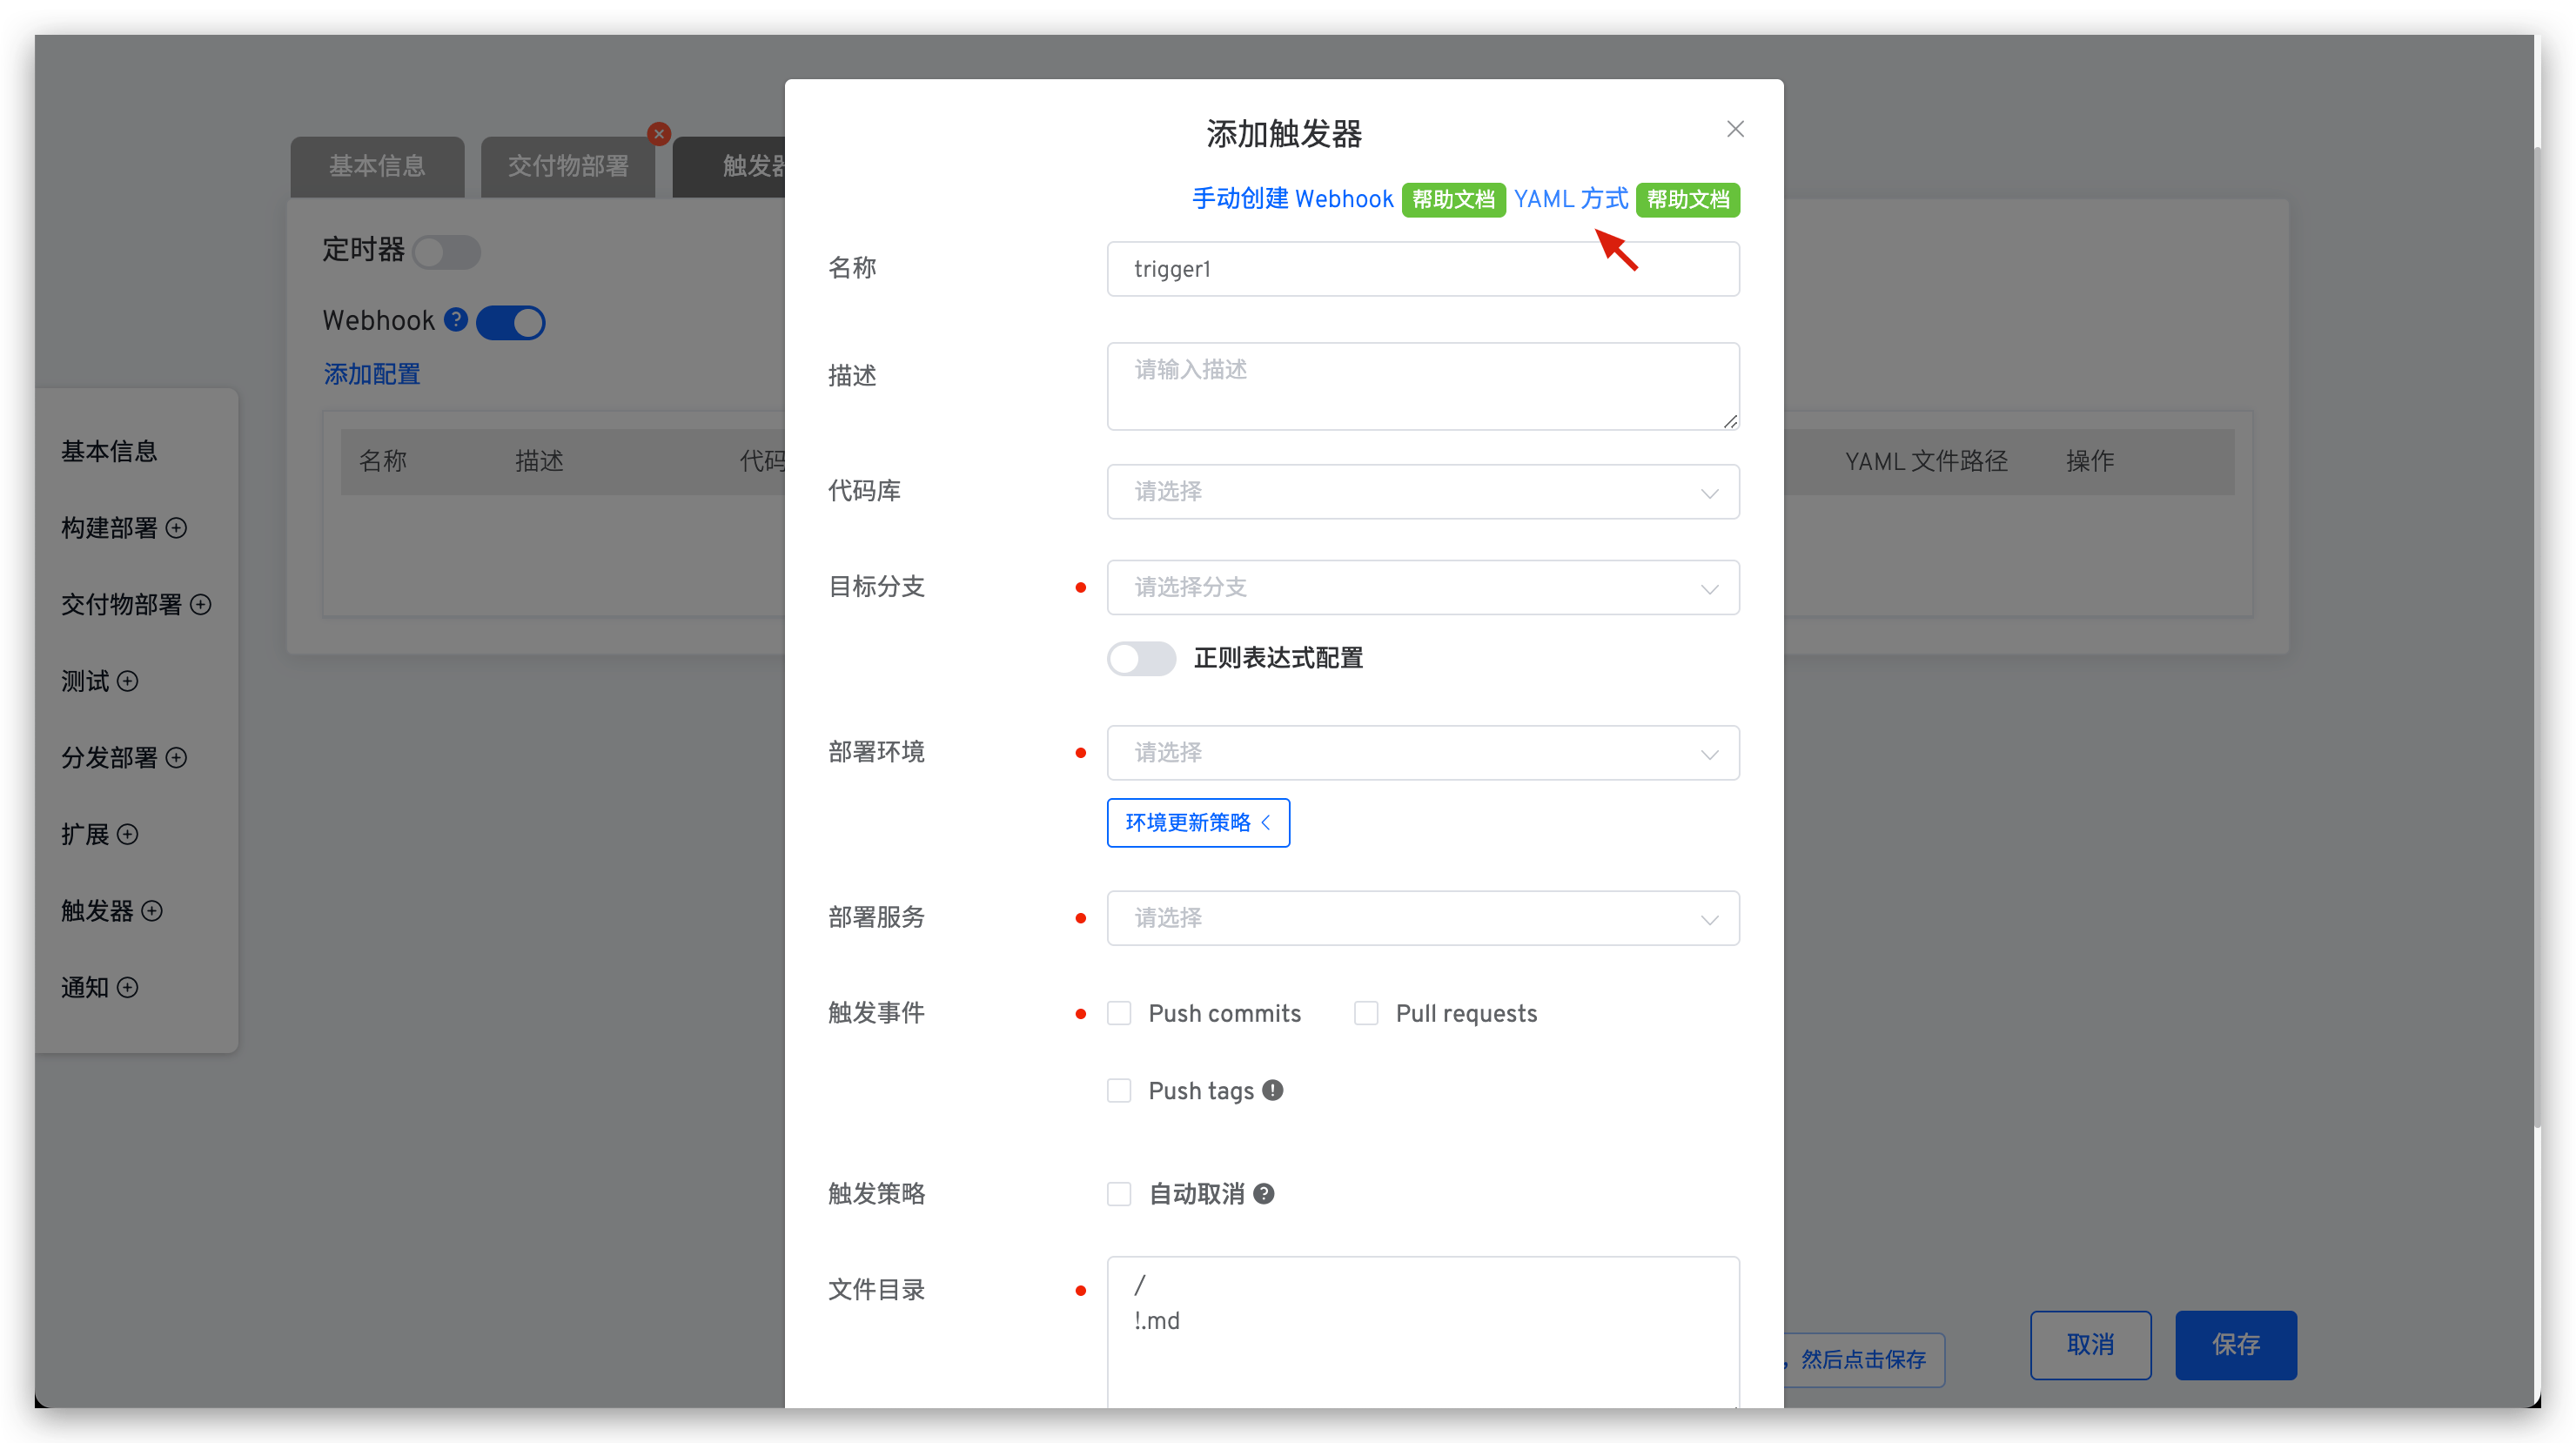 基本信息
交付物部署
触发器
定时器
Webhook
添加配置
名称 描述 代码
YAML 文件路径 操作
基本信息
构建部署
交付物部署
测试
分发部署
扩展
触发器
通知
添加触发器
手动创建 Webhook 帮助文档 YAML 方式 帮助文档
名称
trigger1
描述
请输入描述
代码库
请选择
目标分支
请选择分支
正则表达式配置
部署环境
请选择
环境更新策略
部署服务
请选择
触发事件
Push commits
Pull requests
Push tags
触发策略
自动取消
文件目录
/
!.md
，然后点击保存
取消
保存